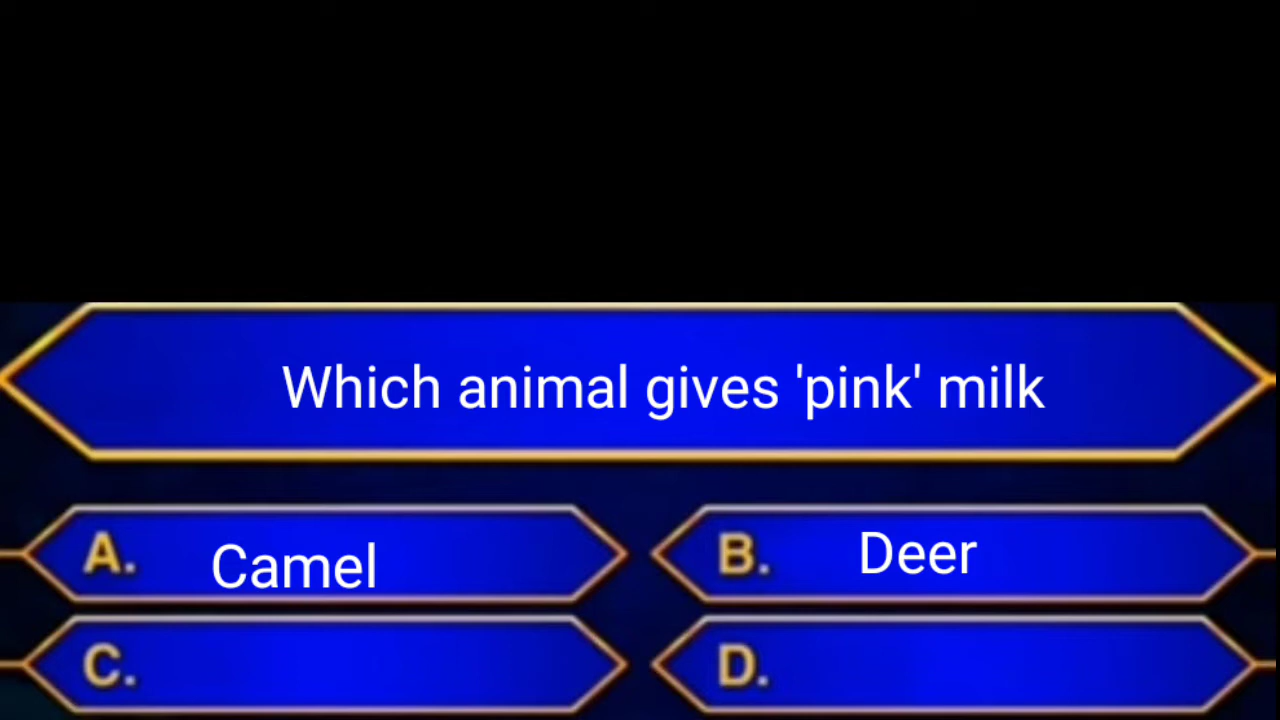 Which animal gives 'pink' milk
A. Camel
B. Deer
C.
D.